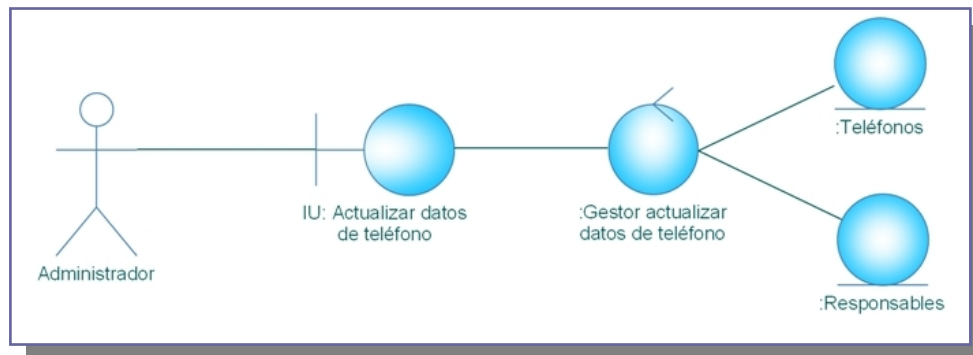 Administrador
IU: Actualizar datos
de teléfono
:Gestor actualizar
datos de teléfono
:Teléfonos
:Responsables